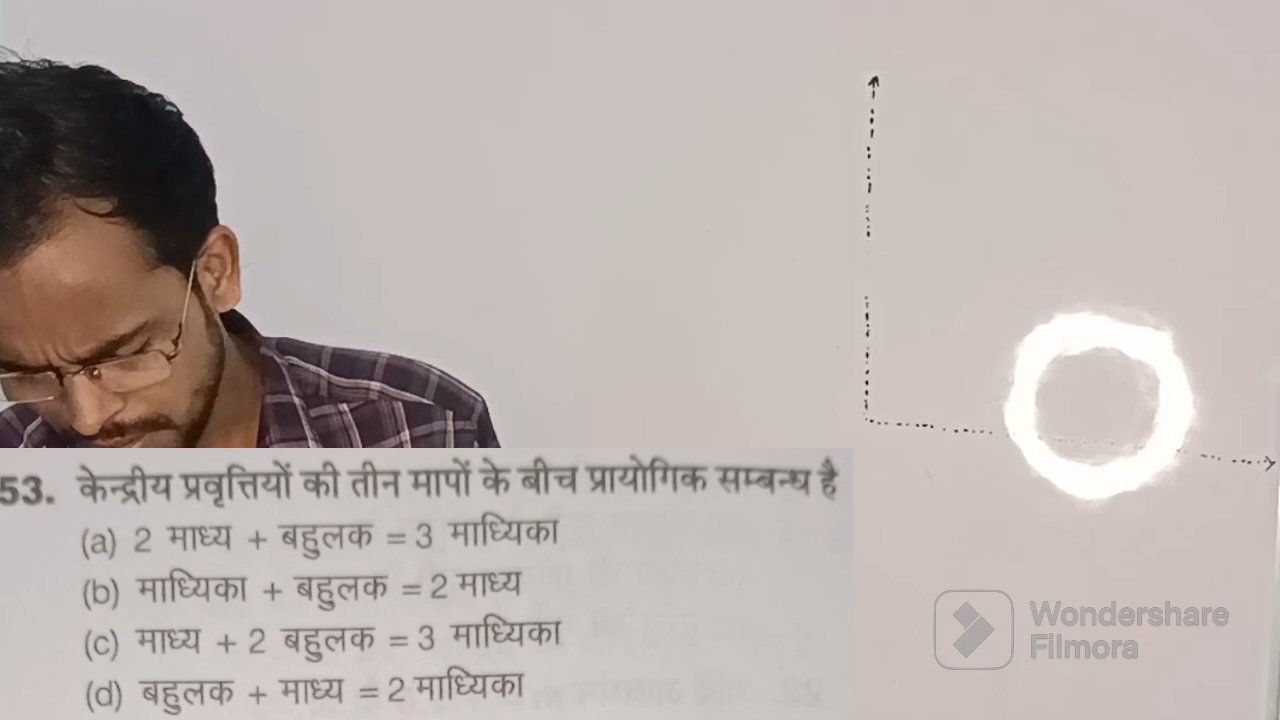 53. केन्द्रीय प्रवृत्तियों की तीन मापों के बीच प्रायोगिक सम्बन्ध है
(a) 2 माध्य + बहुलक = 3 माध्यिका
(b) माध्यिका + बहुलक = 2 माध्य
(c) माध्य + 2 बहुलक = 3 माध्यिका
(d) बहुलक + माध्य = 2 माध्यिका
Wondershare
Filmora